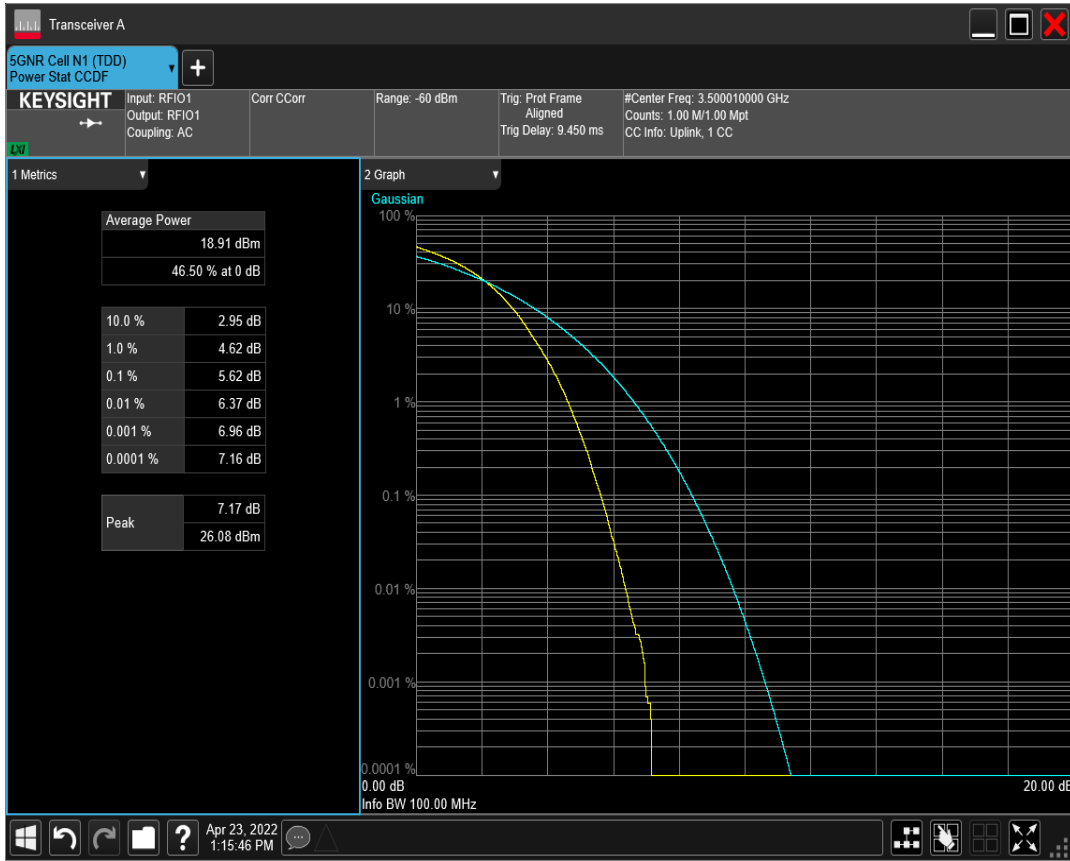 Transceiver A
5GNR Cell N1 (TDD)
Power Stat CCDF
+
KEYSIGHT
LXI
Input: RFIO1
Output: RFIO1
Coupling: AC
Corr CCorr
Range: -60 dBm
Trig: Prot Frame
Aligned
Trig Delay: 9.450 ms
#Center Freq: 3.500010000 GHz
Counts: 1.00 M/1.00 Mpt
CC Info: Uplink, 1 CC
1 Metrics
Average Power
18.91 dBm
46.50 % at 0 dB
10.0 % 2.95 dB
1.0 % 4.62 dB
0.1 % 5.62 dB
0.01 % 6.37 dB
0.001 % 6.96 dB
0.0001 % 7.16 dB
Peak
7.17 dB
26.08 dBm
2 Graph
Gaussian
100 %
10 %
1 %
0.1 %
0.01 %
0.001 %
0.0001 %
0.00 dB 20.00 dB
Info BW 100.00 MHz
?
Apr 23, 2022
1:15:46 PM